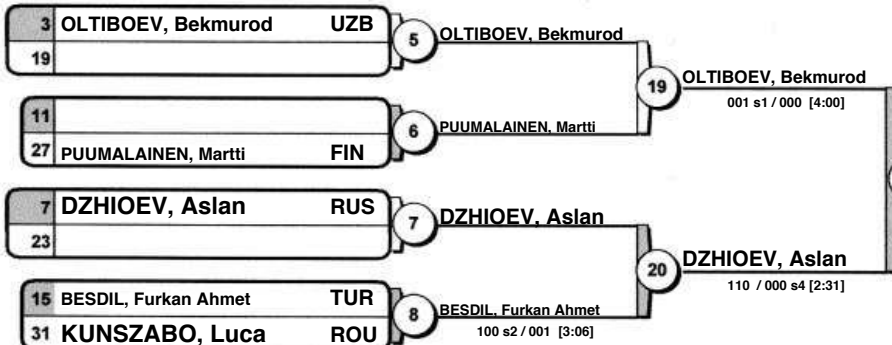 3 OLTIBOEV, Bekmurod UZB
19
5
OLTIBOEV, Bekmurod
11
27 PUUMALAINEN, Martti FIN
6
PUUMALAINEN, Martti
19
OLTIBOEV, Bekmurod
001 s1 / 000 [4:00]
7 DZHIOEV, Aslan RUS
23
7
DZHIOEV, Aslan
15 BESDIL, Furkan Ahmet TUR
31 KUNSZABO, Luca ROU
8
BESDIL, Furkan Ahmet
100 s2 / 001 [3:06]
20
DZHIOEV, Aslan
110 / 000 s4 [2:31]